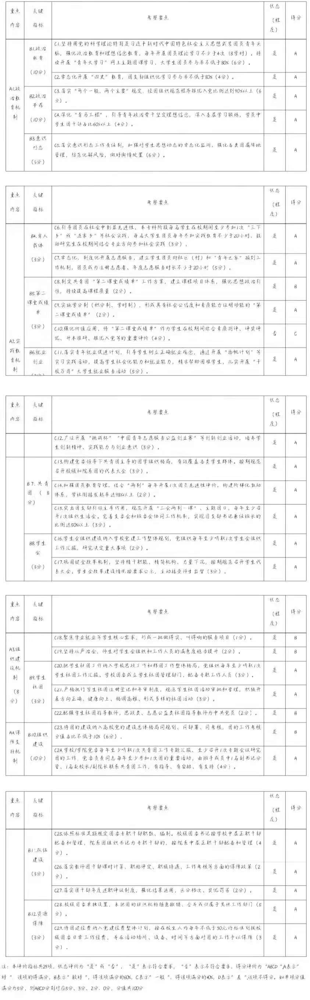 重点
内容
关键
指标
考察要点
状态
（程
度）
得分
A1.政
治教
育机
制
B1.政治
教育
（10分）
C1.坚持用党的科学理论特别是习近平新时代中国特色社会主义思想武装团员青年头
脑，强化政治教育和理想信念教育，每年开展团员理论学习不少于4次（8学时），持
续开展“青年大学习”网上主题团课学习，大学生团员参与率不低于80%（6分）。
是
A
C2.常态化开展“四史”教育，团支部组织化学习参与率不低于80%（4分）。
是
A
B2.政治
举荐
（10分）
C3.落实“两个一般、两个主要”规定，经团组织规范程序推优入党比例达到90%以上（6
分）。
是
A
C4.深化“青马工程”，引导青年政治骨干坚定理想信念，深入基层学习锻炼，学员中
学生团干部占比60%以上（4分）。
是
A
B3.意识
形态
（6分）
C5.落实意识形态工作责任制，加强对学生思想动态的常态化监测，强化各类团属阵地
管理，防范化解风险，做好舆情处置（6分）。
是
A
重点
内容
关键
指标
考察要点
状态
（程
度）
得分
A2.实
践教
育机
制
B4.育人
载体
（3分）
C6.引导团员在社会中彰显先进性，本专科阶段每名学生在校期间至少参加1次“三下
乡”或“返家乡”等社会实践，每名大学生团员每年参加实践教育不少于20小时，鼓
励研究生在校期间结合专业方向参加社会实践（3分）。
是
A
C7.常态化、制度化开展志愿服务，建立学生团员向社区（村）和“青年之家”报到工
作机制，团员成为注册志愿者、年度志愿服务时长不少于20小时（5分）。
是
A
B5.第二
课堂成绩
单
（3分）
C8.制定共青团“第二课堂成绩单”工作方案，建立课程项目体系，强化思想政治引
领，持续提高课程质量（2分）。
是
B
C9.实施学分制（积分制、学时制），形成具有社会公信度和素质能力证明功能的“第
二课堂成绩单”（2分）。
是
A
C10.强化价值应用，将“第二课堂成绩单”作为学生在校期间综合素质测评、评奖评
优、升本推研、推优入党等的重要评价（4分）。
否
C
B6.就业
创业
C11.落实青年就业促进计划，引导学生树立正确就业观念，通过开展“扬帆计划”等
实习实践活动，提高学生社会化能力和就业能力，精准帮助困难学生，扎实开展“千
校万岗”大学生就业服务活动（5分）。
是
A
重点
内容
关键
指标
考察要点
状态
（程
度）
得分
C12.广泛开展“挑战杯”“中国青年志愿服务公益创业赛”等创新创业活动，培养学
生创新精神、实践能力与创业意识（3分）。
是
A
B7.共青
团（8
分）
C13.构建党委领导下共青团主导的团学组织格局，有效覆盖各类学生群体。按期规范
召开校级和院系团的代表大会（3分）。
是
A
C14.加强团员教育管理，结合“两制”每年开展1次团员先进性评价，构建阶梯化激励
体系。学社衔接发起率达98%以上（2分）。
是
A
C15.突出团支部引领主导作用，规范开展“三会两制一课”、主题团日，每年至少召
开1次组织生活会。完善支委会和班委会协同工作机制，实现团支部书记兼任班长的
比例达50%以上（3分）。
是
A
B8.学生
会
（3分）
C16.学生会组织建设纳入学校党建工作整体规划，党组织每年至少听取1次学生会组织
工作汇报，研究决定重大事项（2分）。
是
A
C17.巩固健全改革机制，坚持精干职能、精简机构、力量下沉，按期规范召开学生代
表大会。学生会改革建设情况按要求公示，主动接受师生监督（3分）。
是
A
重点
内容
关键
指标
考察要点
状态
（程
度）
得分
A3.组
织建
设机
制
（8
分）
C18.聚焦学业就业等学生核心需求，形成一批做得实、叫得响的服务项目（1分）。
是
B
C19.坚持从严治会，师生对学生会组织和工作人员的满意度稳步提升（2分）。
是
B
B9.学生
社团
（3分）
C20.把学生社团工作纳入学校思政工作和群团工作整体格局，党组织每年至少听取1次
学生社团工作汇报，学校团委成立学生社团管理部门，配备专职工作人员（3分）。
是
A
C21.严格执行学生社团注册登记和年审制度，规范学生社团活动审批和管理，积极开
展方向正确、健康向上、格调高雅、形式多样的社团活动（3分）。
是
A
C22.配强学生社团指导教师，思政类、志愿公益类社团指导教师为中共党员（2分）。
是
B
A4.保
障支
持机
制
B10.组织
建设
（10分）
C23.将团的建设纳入高校党的建设总体格局同规划、同部署、同考核，团的工作考核
分值占比不低于10%（6分）。
是
B
C24.学校/学院党委每年至少听取1次共青团工作专题汇报、至少召开1次专题会议研究
团的工作，党委负责同志每年至少参加1次团的重要活动，由班子成员中1名副书记分
管、1名副校长/副院长联系共青团工作，有指导、有安排、有支持（4分）。
是
A
重点
内容
关键
指标
考察要点
状态
（程
度）
得分
B11.队伍
建设
（3分）
C25.依照标准足额核定团委专职干部职数、编制。校级团委书记按学校中层正职干部
配备和管理，院系团组织书记为专职干部的，按院系中层正职干部配备和管理（4
分）。
是
A
C26.落实教师团干部课时计算、职称评定、职级待遇、工作考核等方面的保障政策（2
分）。
是
A
C27.落实团干部年度述职评议制度，强化结果运用，区分档次、奖优罚劣（2分）。
是
A
B12.资源
保障
（3分）
C28.校级团委单独设置，未把团的组织机构随意撤销、合并或归属于其他工作部门（5
分）。
是
A
C29.将团建经费纳入党建经费整体计划，按在校生人均每年不低于30元的标准划拨校
级团委日常工作经费，并在活动场所、设备、时间等方面对团的工作予以保障（3
分）。
是
A
注：本评价指标共29项，状态评价为“是”或“否”，“是”表示符合要求，“否”表示不符合要求，得分评价为“ABCD”,A表示“
好”，该项的得满分，B表示“较好”，得该项满分的60%，C表示“一般”，得该项满分的40%，D表示“差”,该项不得分。如单项分值
满分为5分，则ABCD分别对应5分、3分、2分、0分，分值共100分